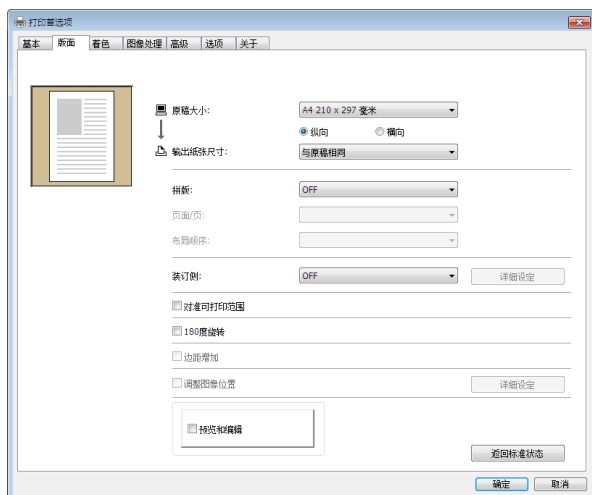 打印首选项
基本 版面 着色 图像处理 高级 选项 关于
原稿大小: A4 210 x 297 毫米
纵向 横向
输出纸张尺寸: 与原稿相同
拼版: OFF
页面/页:
布局顺序:
装订侧: OFF 详细设定
对准可打印范围
180度旋转
边距增加
调整图像位置 详细设定
预览和编辑
返回标准状态
确定 取消